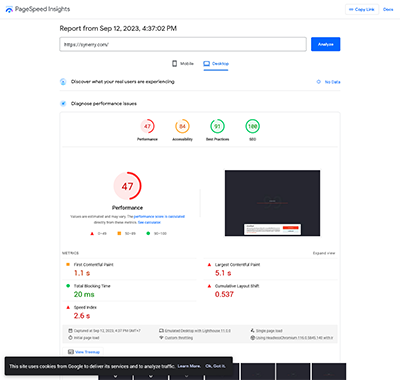 PageSpeed Insights
Copy Link
Docs
Report from Sep 12, 2023, 4:37:02 PM
https://synerry.com/
Analyze
Mobile
Desktop
Discover what your real users are experiencing
No Data
Diagnose performance issues
47
84
91
100
Performance
Accessibility
Best Practices
SEO
47
Performance
Values are estimated and may vary. The performance score is calculated
directly from these metrics. See calculator.
0–49
50–89
90–100
METRICS
Expand view
First Contentful Paint
1.1 s
Largest Contentful Paint
5.1 s
Total Blocking Time
20 ms
Cumulative Layout Shift
0.537
Speed Index
2.6 s
Captured at Sep 12, 2023, 4:37 PM GMT+7
Emulated Desktop with Lighthouse 11.0.0
Single page load
Initial page load
Custom throttling
View Treemap
This site uses cookies from Google to deliver its services and to analyze traffic.
Learn More.
Ok, Got it.